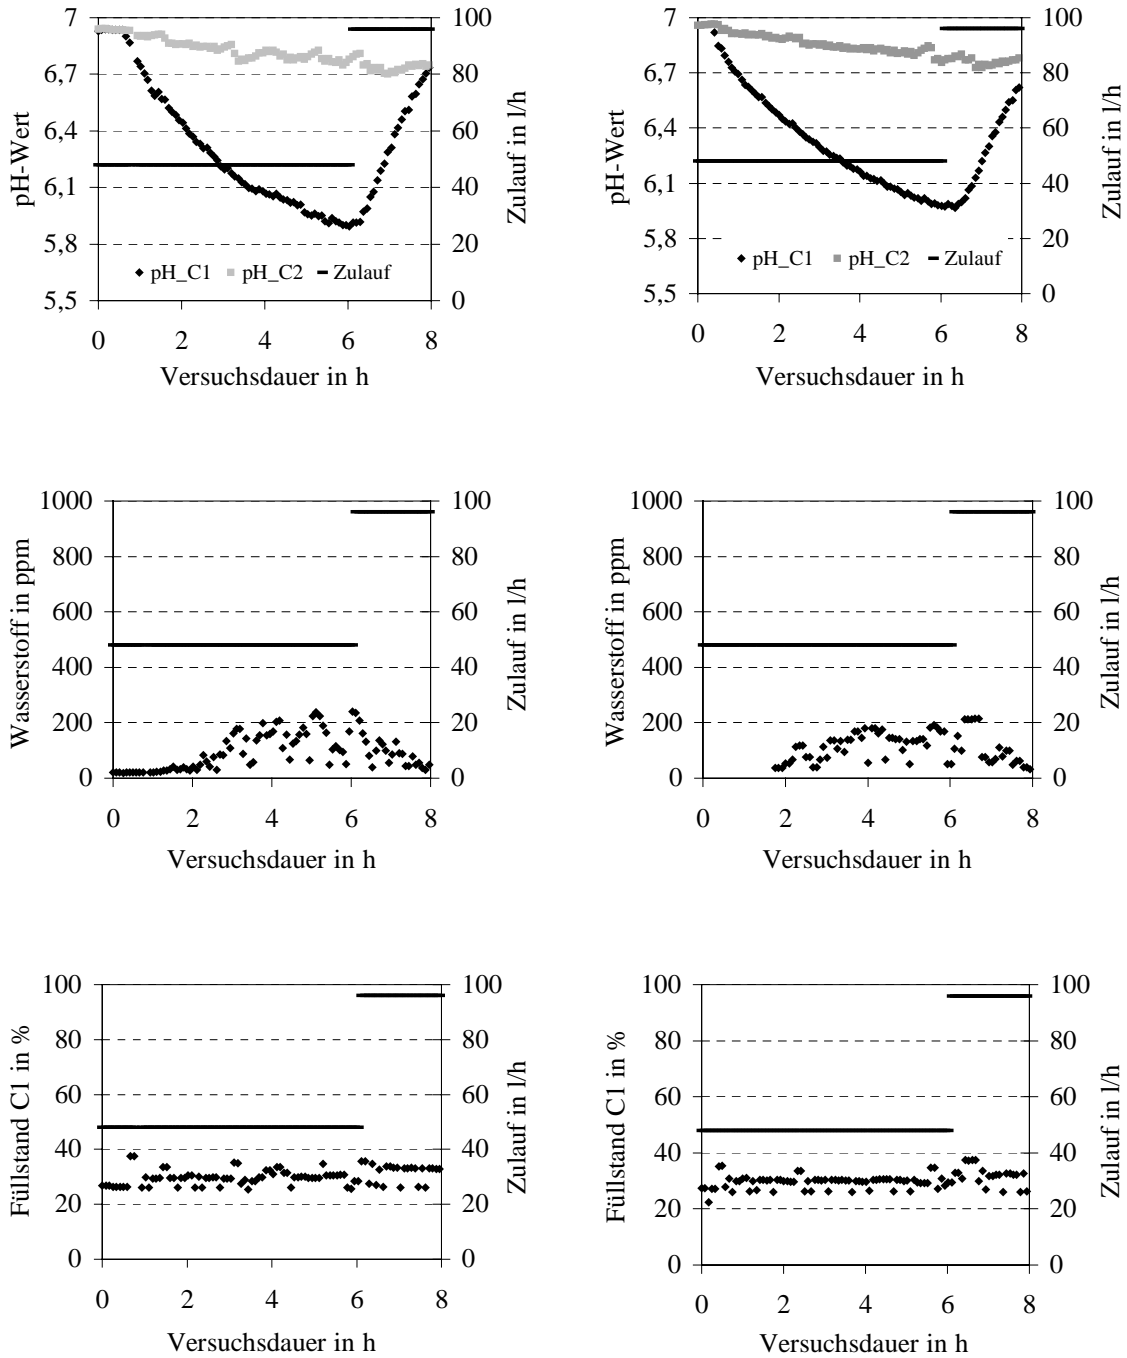 7
6,7
6,4
6,1
5,8
5,5
pH-Wert
100
80
60
40
20
0
Zulauf in l/h
pH_C1 pH_C2 Zulauf
0 2 4 6 8
Versuchsdauer in h
7
6,7
6,4
6,1
5,8
5,5
pH-Wert
100
80
60
40
20
0
Zulauf in l/h
pH_C1 pH_C2 Zulauf
0 2 4 6 8
Versuchsdauer in h
1000
800
600
400
200
0
Wasserstoff in ppm
100
80
60
40
20
0
Zulauf in l/h
0 2 4 6 8
Versuchsdauer in h
1000
800
600
400
200
0
Wasserstoff in ppm
100
80
60
40
20
0
Zulauf in l/h
0 2 4 6 8
Versuchsdauer in h
100
80
60
40
20
0
Füllstand C1 in %
100
80
60
40
20
0
Zulauf in l/h
0 2 4 6 8
Versuchsdauer in h
100
80
60
40
20
0
Füllstand C1 in %
100
80
60
40
20
0
Zulauf in l/h
0 2 4 6 8
Versuchsdauer in h